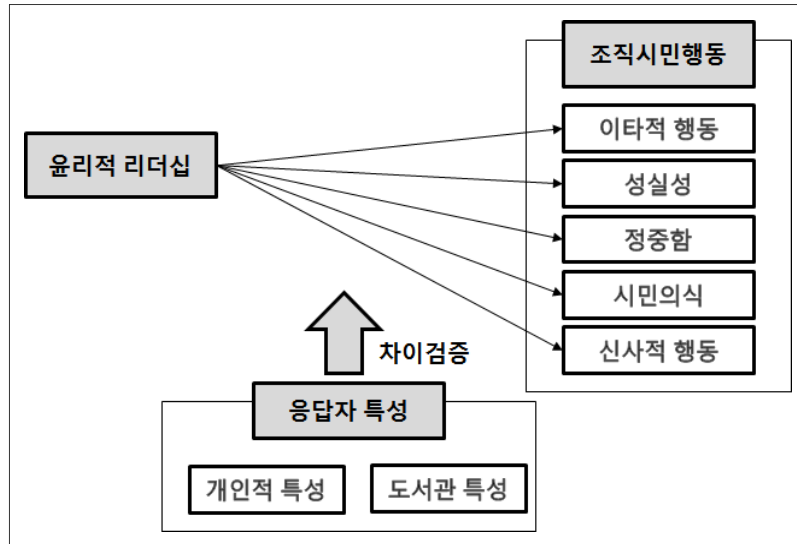 조직시민행동
윤리적 리더십
이타적 행동
성실성
정중함
시민의식
신사적 행동
차이검증
응답자 특성
개인적 특성
도서관 특성